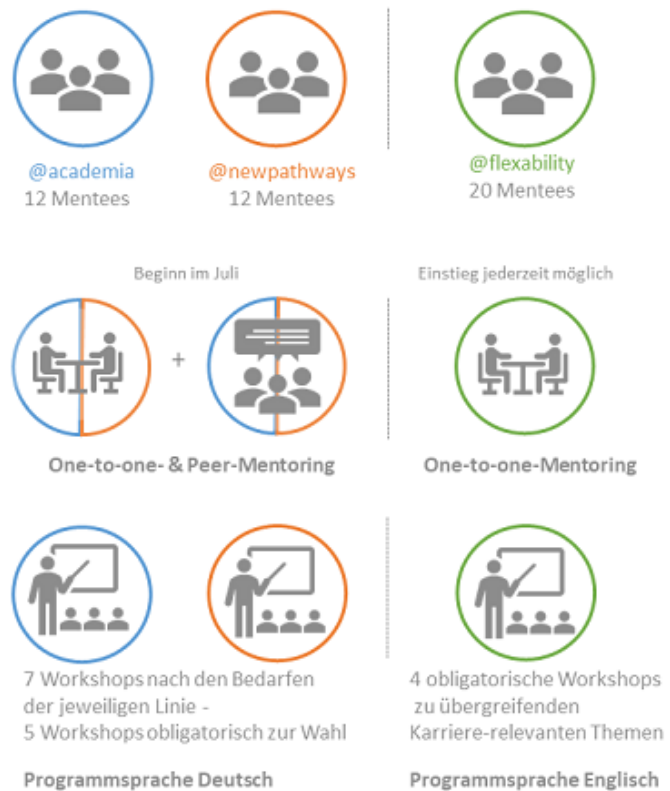 @academia
12 Mentees
@newpathways
12 Mentees
@flexability
20 Mentees
Beginn im Juli
Einstieg jederzeit möglich
+
One-to-one- & Peer-Mentoring
One-to-one-Mentoring
7 Workshops nach den Bedarfen
der jeweiligen Linie -
5 Workshops obligatorisch zur Wahl
4 obligatorische Workshops
zu übergreifenden
Karriere-relevanten Themen
Programmsprache Deutsch
Programmsprache Englisch